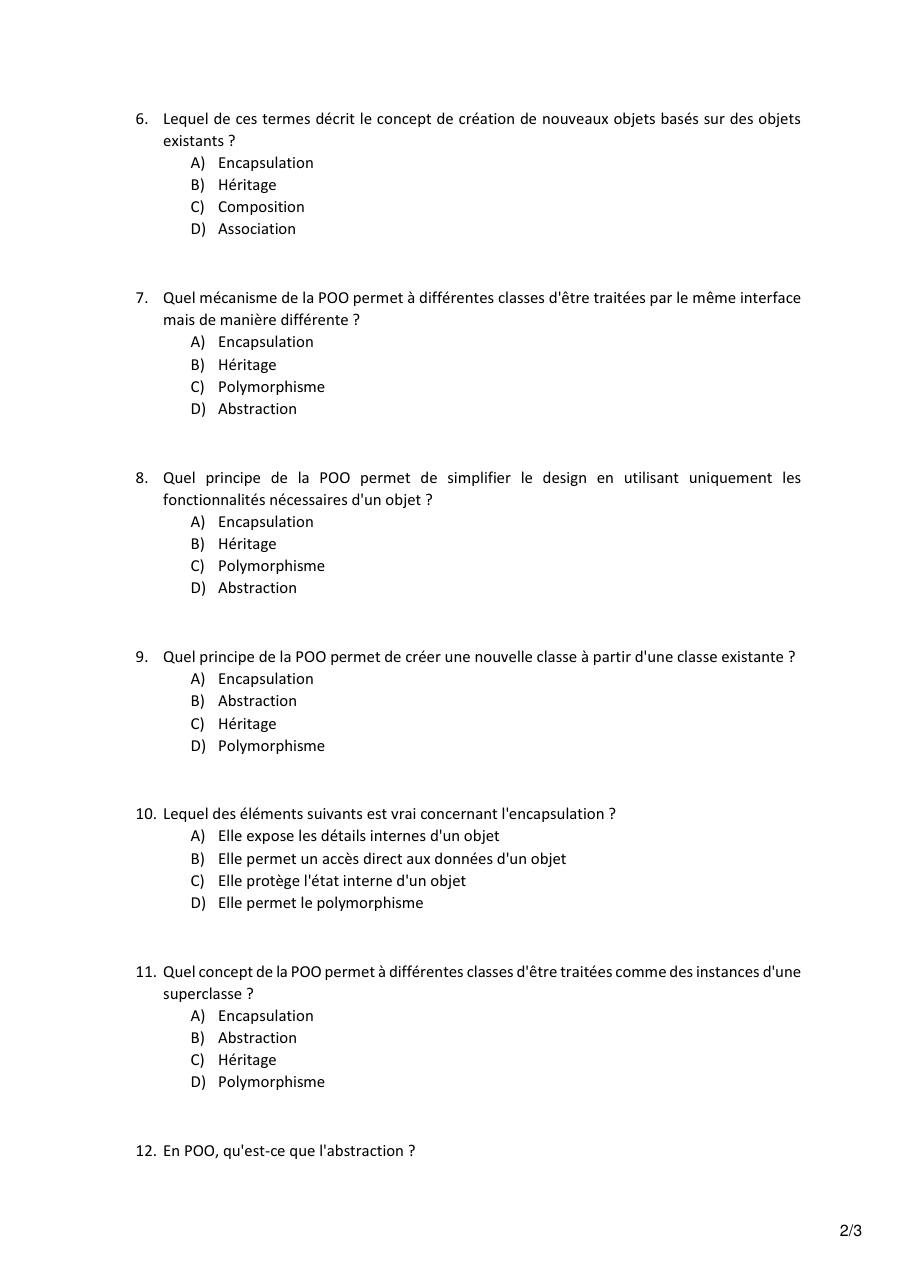 6. Lequel de ces termes décrit le concept de création de nouveaux objets basés sur des objets
existants ?
A) Encapsulation
B) Héritage
C) Composition
D) Association
7. Quel mécanisme de la POO permet à différentes classes d'être traitées par le même interface
mais de manière différente ?
A) Encapsulation
B) Héritage
C) Polymorphisme
D) Abstraction
8. Quel principe de la POO permet de simplifier le design en utilisant uniquement les
fonctionnalités nécessaires d'un objet ?
A) Encapsulation
B) Héritage
C) Polymorphisme
D) Abstraction
9. Quel principe de la POO permet de créer une nouvelle classe à partir d'une classe existante ?
A) Encapsulation
B) Abstraction
C) Héritage
D) Polymorphisme
10. Lequel des éléments suivants est vrai concernant l'encapsulation ?
A) Elle expose les détails internes d'un objet
B) Elle permet un accès direct aux données d'un objet
C) Elle protège l'état interne d'un objet
D) Elle permet le polymorphisme
11. Quel concept de la POO permet à différentes classes d'être traitées comme des instances d'une
superclasse ?
A) Encapsulation
B) Abstraction
C) Héritage
D) Polymorphisme
12. En POO, qu'est-ce que l'abstraction ?
2/3